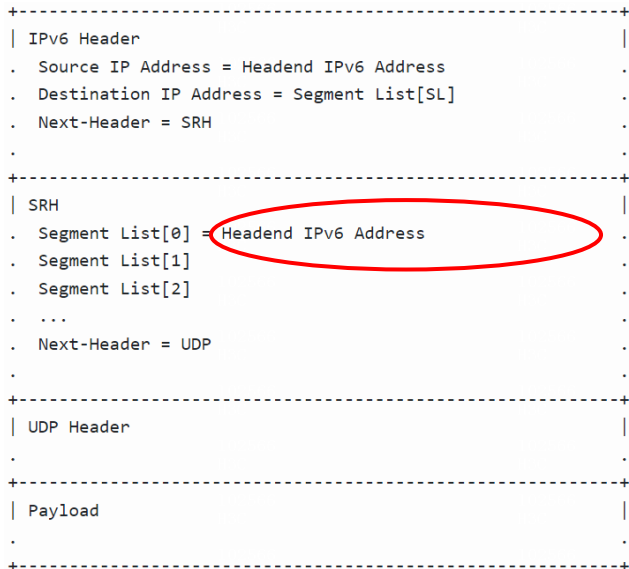 +---------------------------------------------------------------+
| IPv6 Header |
. Source IP Address = Headend IPv6 Address .
. Destination IP Address = Segment List[SL] .
. Next-Header = SRH .
. .
+---------------------------------------------------------------+
| SRH |
. Segment List[0] = Headend IPv6 Address .
. Segment List[1] .
. Segment List[2] .
. ... .
. Next-Header = UDP .
. .
+---------------------------------------------------------------+
| UDP Header |
. .
+---------------------------------------------------------------+
| Payload |
. .
+---------------------------------------------------------------+